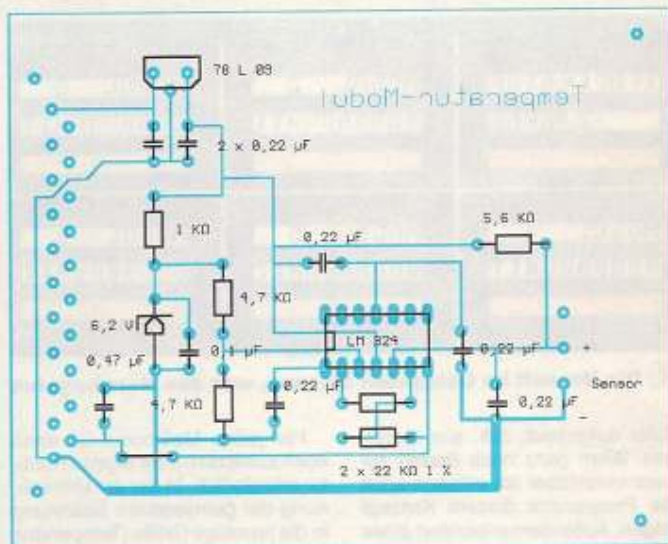 78 L 09
Temperatur-Modul
2 x 0,22 µF
1 KΩ
5,6 KΩ
0,22 µF
4,7 KΩ
6,2 V
LM 324
0,1 µF
0,22 µF
+
0,47 µF
0,22 µF
Sensor
4,7 KΩ
0,22 µF
-
2 x 22 KΩ 1 %